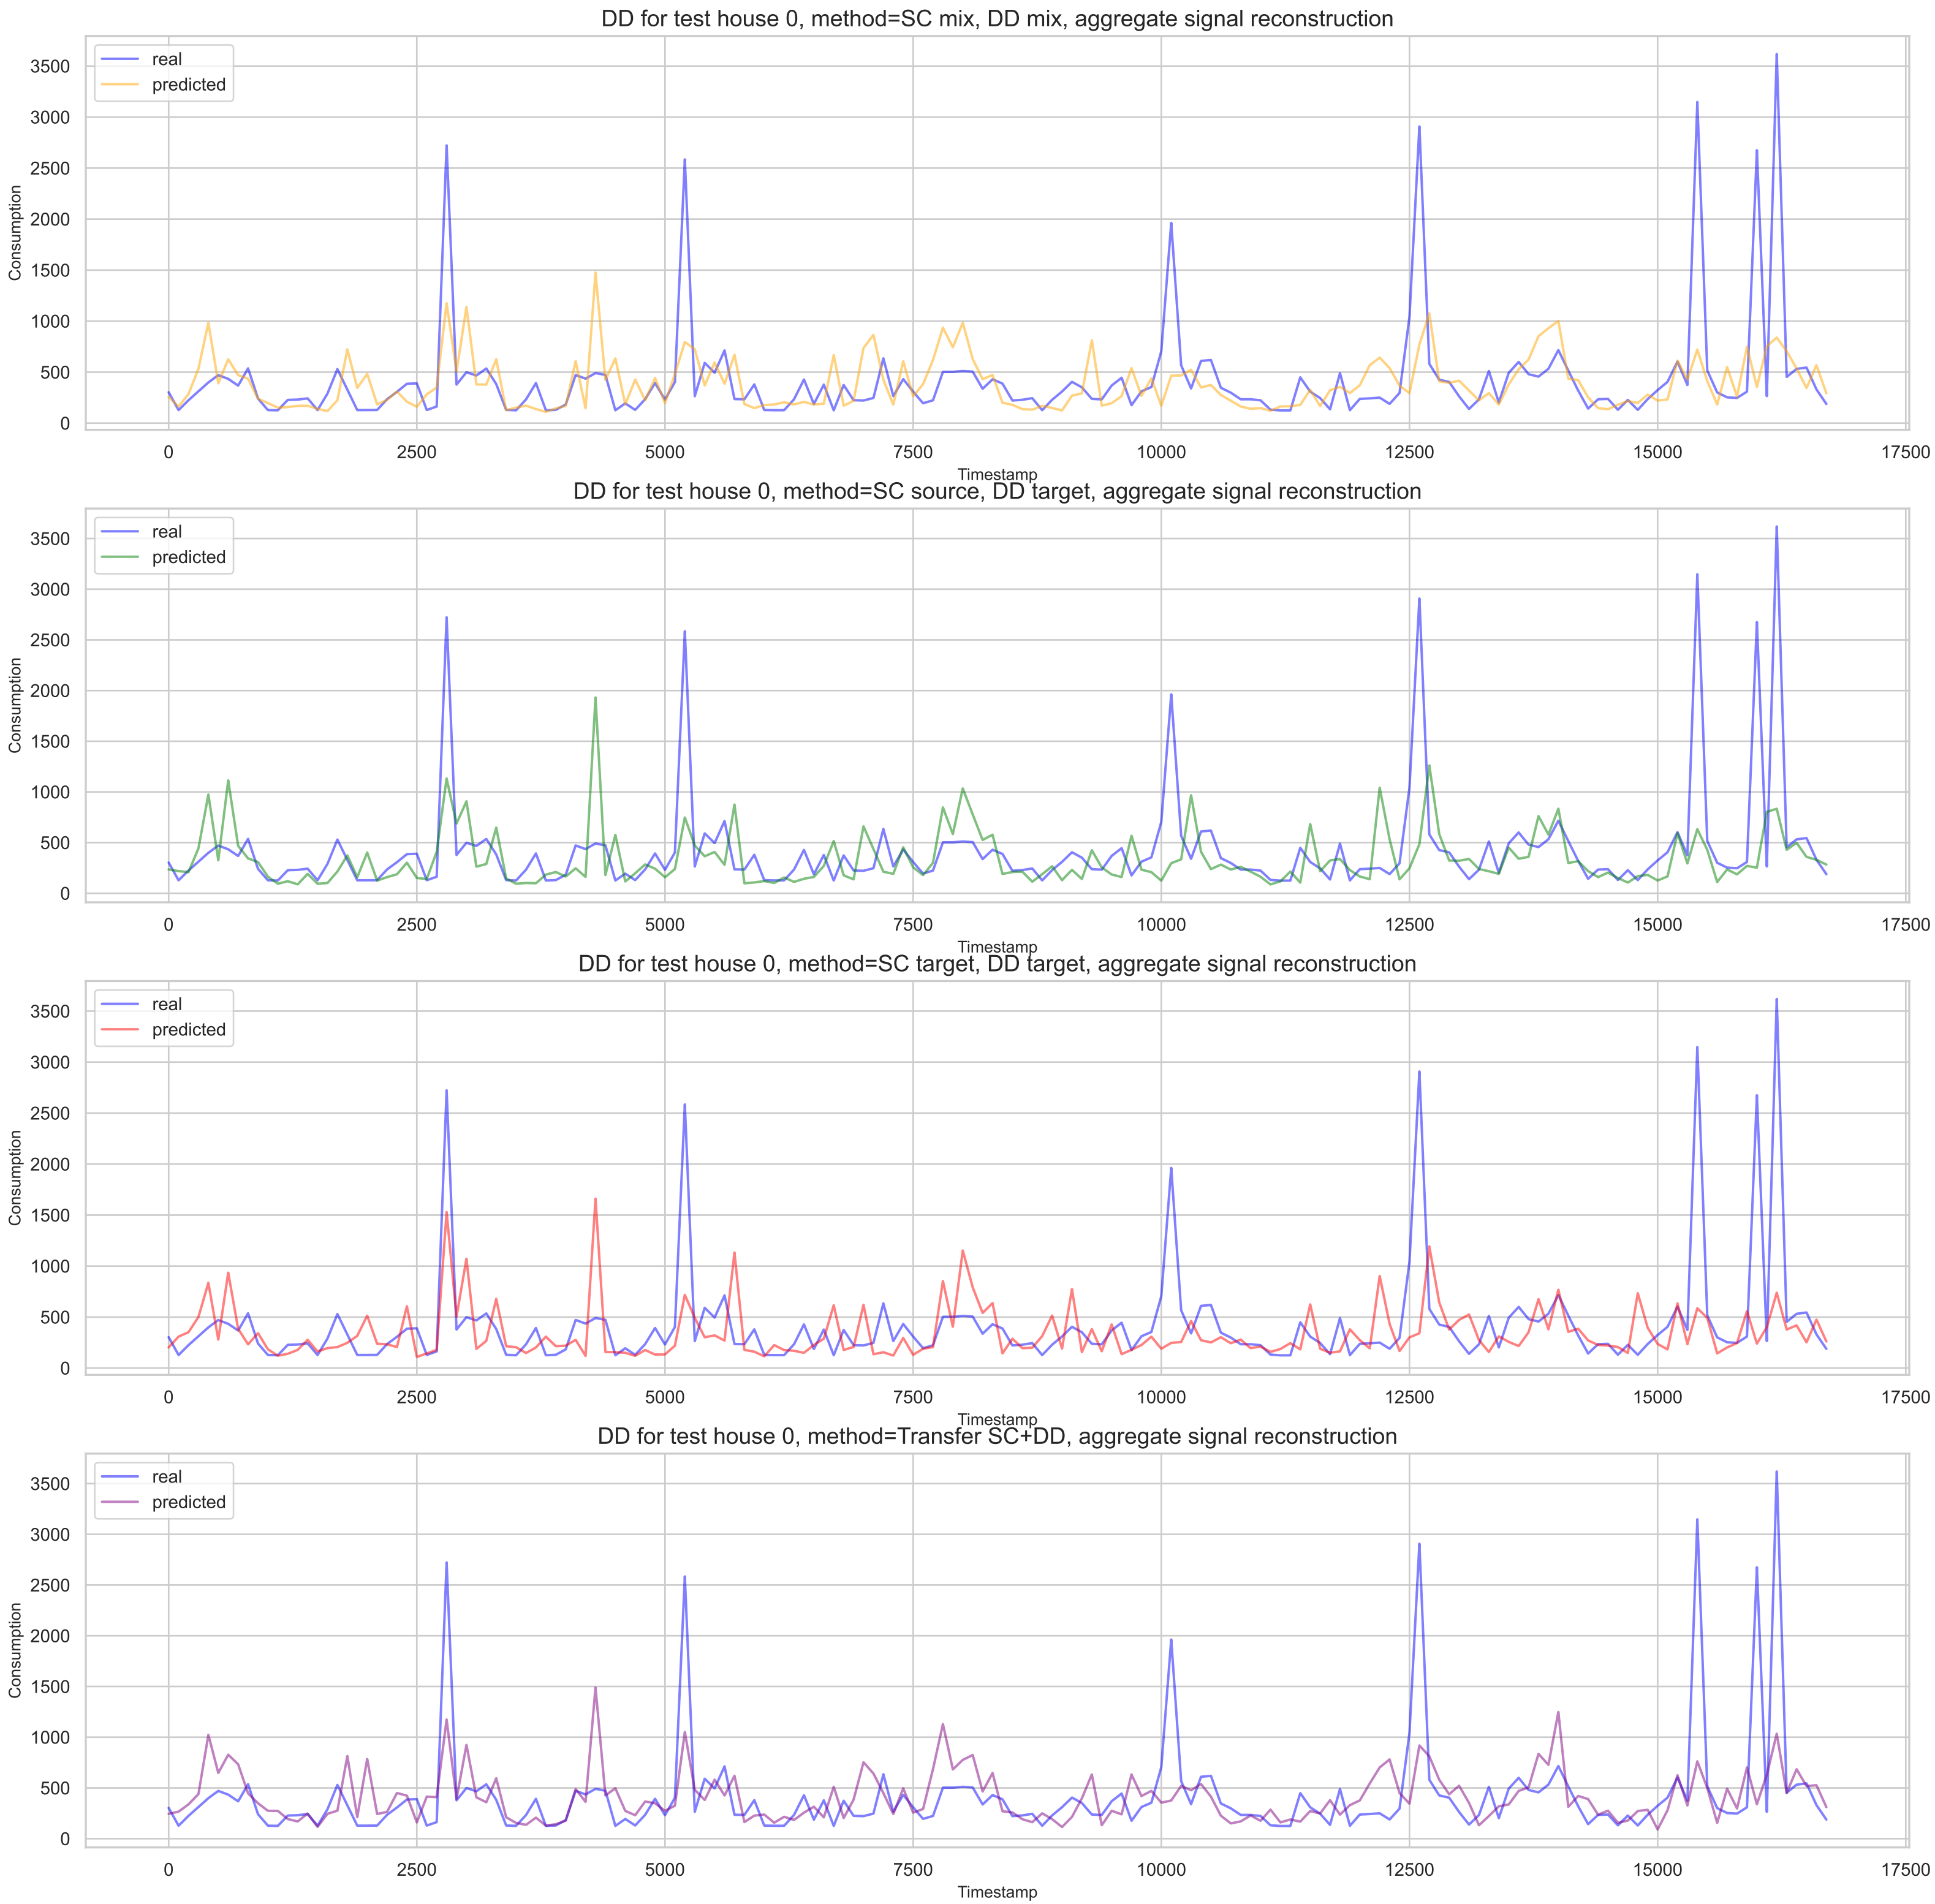 DD for test house 0, method=SC mix, DD mix, aggregate signal reconstruction
real
predicted
3500
3000
2500
2000
1500
1000
500
0
Consumption
0 2500 5000 7500 10000 12500 15000 17500
Timestamp
DD for test house 0, method=SC source, DD target, aggregate signal reconstruction
real
predicted
3500
3000
2500
2000
1500
1000
500
0
Consumption
0 2500 5000 7500 10000 12500 15000 17500
Timestamp
DD for test house 0, method=SC target, DD target, aggregate signal reconstruction
real
predicted
3500
3000
2500
2000
1500
1000
500
0
Consumption
0 2500 5000 7500 10000 12500 15000 17500
Timestamp
DD for test house 0, method=Transfer SC+DD, aggregate signal reconstruction
real
predicted
3500
3000
2500
2000
1500
1000
500
0
Consumption
0 2500 5000 7500 10000 12500 15000 17500
Timestamp